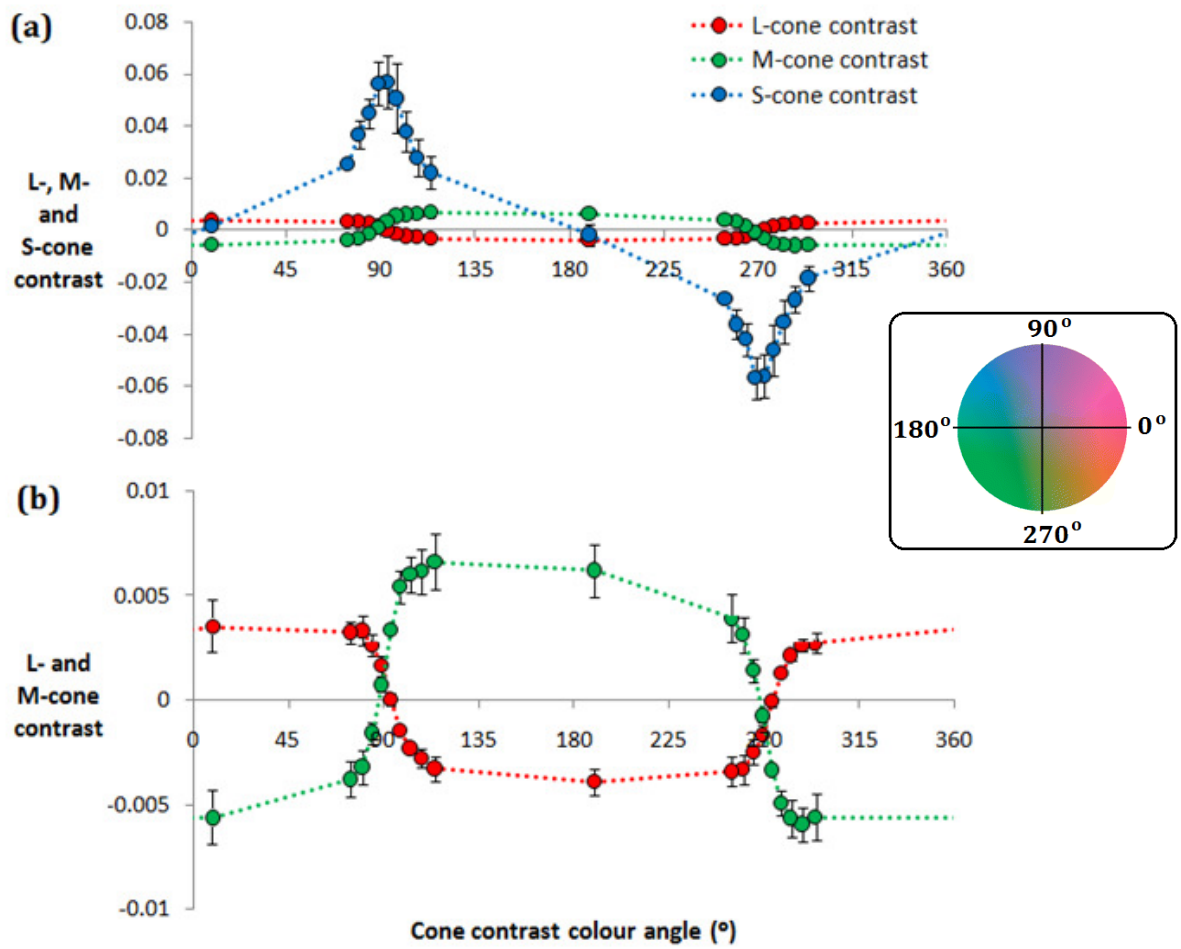 (a)
0.08
0.06
0.04
0.02
0
-0.02
-0.04
-0.06
-0.08
L-, M-
and
S-cone
contrast
L-cone contrast
M-cone contrast
S-cone contrast
0 45 90 135 180 225 270 315 360
90°
180° 0°
270°
(b)
0.01
0.005
0
-0.005
-0.01
L- and
M-cone
contrast
0 45 90 135 180 225 270 315 360
Cone contrast colour angle (°)